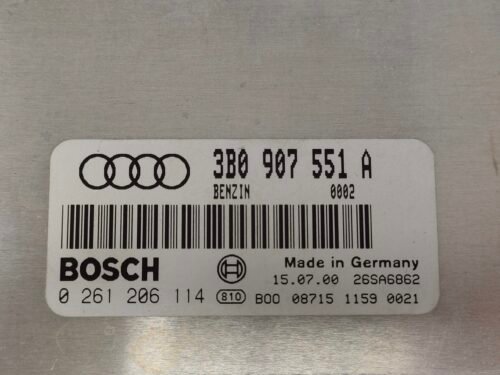 3B0 907 551 A
BENZIN 0002
BOSCH
Made in Germany
15.07.00 26SA6862
0 261 206 114 810 B00 08715 1159 0021